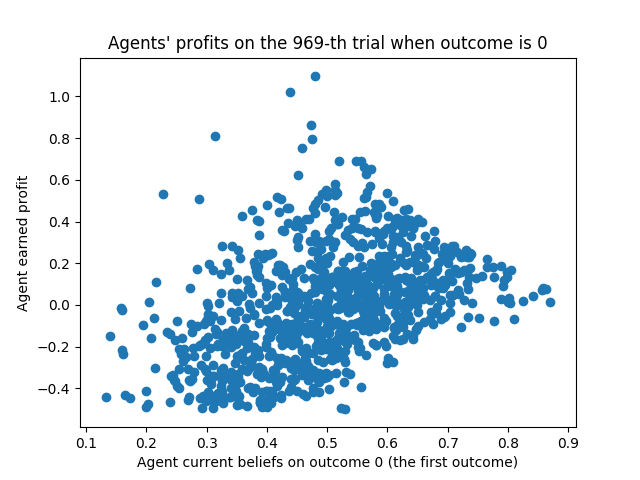 Agents' profits on the 969-th trial when outcome is 0
1.0
0.8
0.6
0.4
0.2
0.0
−0.2
−0.4
Agent earned profit
0.1 0.2 0.3 0.4 0.5 0.6 0.7 0.8 0.9
Agent current beliefs on outcome 0 (the first outcome)